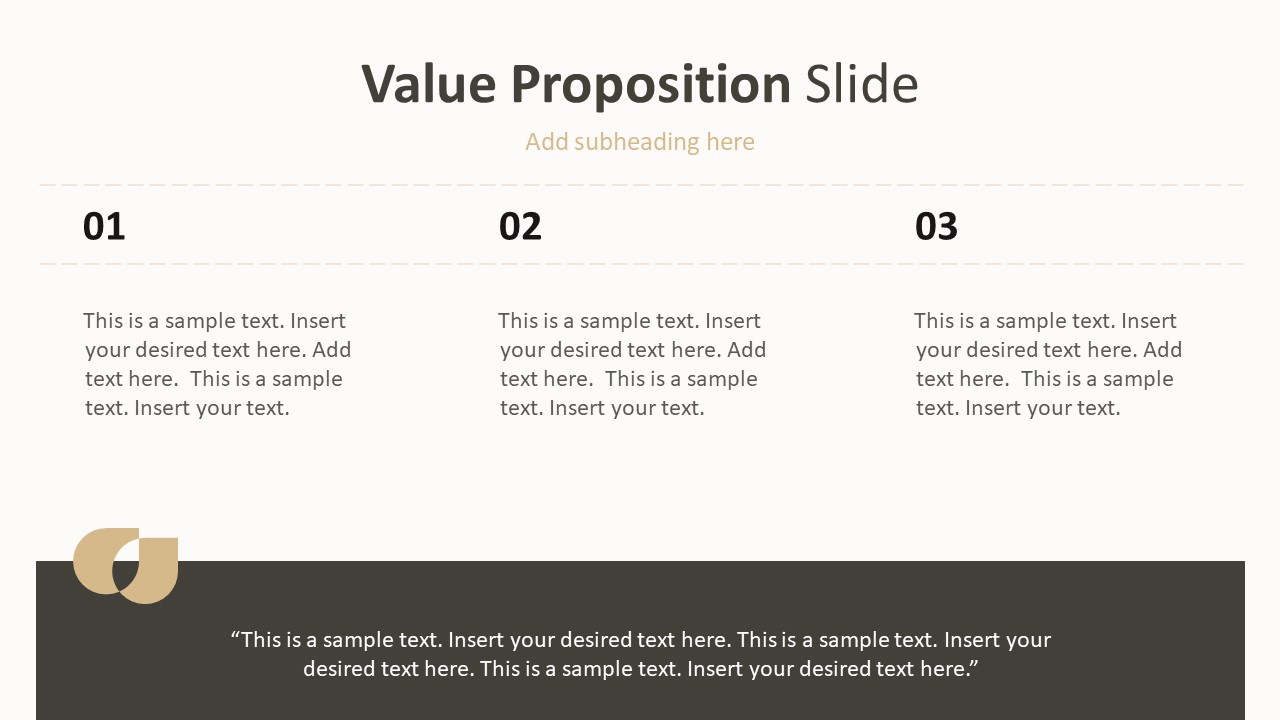 Value Proposition Slide
Add subheading here
01
02
03
This is a sample text. Insert
your desired text here. Add
text here.  This is a sample
text. Insert your text.
This is a sample text. Insert
your desired text here. Add
text here.  This is a sample
text. Insert your text.
This is a sample text. Insert
your desired text here. Add
text here.  This is a sample
text. Insert your text.
“This is a sample text. Insert your desired text here. This is a sample text. Insert your
desired text here. This is a sample text. Insert your desired text here.”